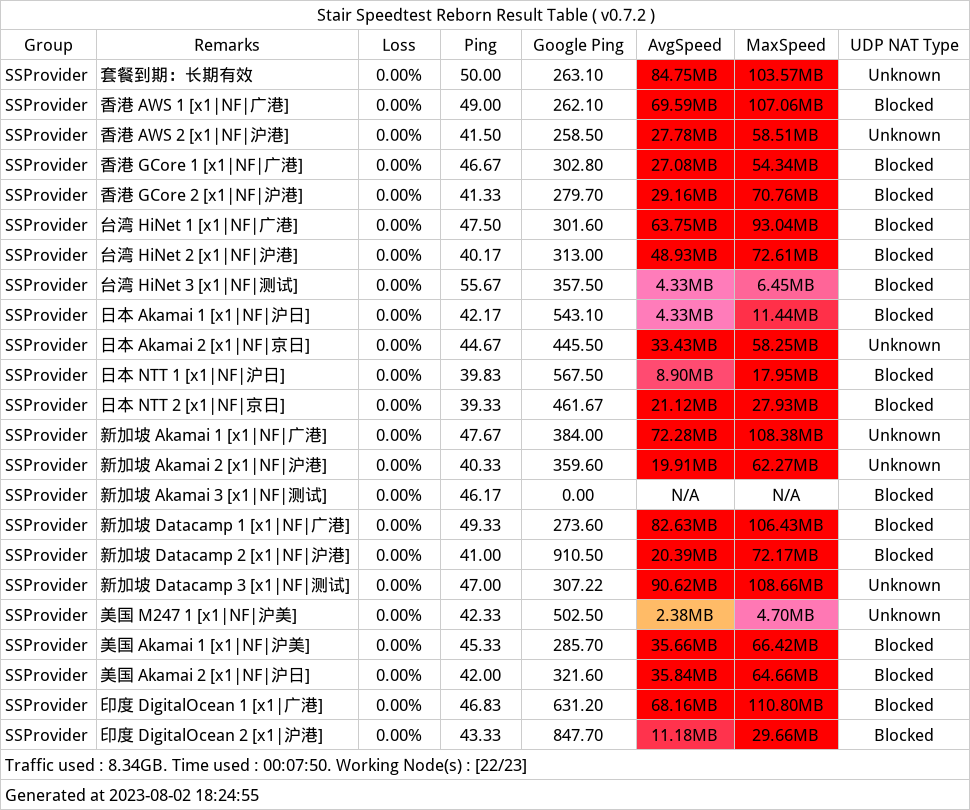 Stair Speedtest Reborn Result Table ( v0.7.2 )
Group Remarks Loss Ping Google Ping AvgSpeed MaxSpeed UDP NAT Type
SSProvider 套餐到期：长期有效 0.00% 50.00 263.10 84.75MB 103.57MB Unknown
SSProvider 香港 AWS 1 [x1|NF|广港] 0.00% 49.00 262.10 69.59MB 107.06MB Blocked
SSProvider 香港 AWS 2 [x1|NF|沪港] 0.00% 41.50 258.50 27.78MB 58.51MB Unknown
SSProvider 香港 GCore 1 [x1|NF|广港] 0.00% 46.67 302.80 27.08MB 54.34MB Blocked
SSProvider 香港 GCore 2 [x1|NF|沪港] 0.00% 41.33 279.70 29.16MB 70.76MB Blocked
SSProvider 台湾 HiNet 1 [x1|NF|广港] 0.00% 47.50 301.60 63.75MB 93.04MB Blocked
SSProvider 台湾 HiNet 2 [x1|NF|沪港] 0.00% 40.17 313.00 48.93MB 72.61MB Blocked
SSProvider 台湾 HiNet 3 [x1|NF|测试] 0.00% 55.67 357.50 4.33MB 6.45MB Blocked
SSProvider 日本 Akamai 1 [x1|NF|沪日] 0.00% 42.17 543.10 4.33MB 11.44MB Blocked
SSProvider 日本 Akamai 2 [x1|NF|京日] 0.00% 44.67 445.50 33.43MB 58.25MB Unknown
SSProvider 日本 NTT 1 [x1|NF|沪日] 0.00% 39.83 567.50 8.90MB 17.95MB Blocked
SSProvider 日本 NTT 2 [x1|NF|京日] 0.00% 39.33 461.67 21.12MB 27.93MB Blocked
SSProvider 新加坡 Akamai 1 [x1|NF|广港] 0.00% 47.67 384.00 72.28MB 108.38MB Unknown
SSProvider 新加坡 Akamai 2 [x1|NF|沪港] 0.00% 40.33 359.60 19.91MB 62.27MB Unknown
SSProvider 新加坡 Akamai 3 [x1|NF|测试] 0.00% 46.17 0.00 N/A N/A Blocked
SSProvider 新加坡 Datacamp 1 [x1|NF|广港] 0.00% 49.33 273.60 82.63MB 106.43MB Blocked
SSProvider 新加坡 Datacamp 2 [x1|NF|沪港] 0.00% 41.00 910.50 20.39MB 72.17MB Blocked
SSProvider 新加坡 Datacamp 3 [x1|NF|测试] 0.00% 47.00 307.22 90.62MB 108.66MB Unknown
SSProvider 美国 M247 1 [x1|NF|沪美] 0.00% 42.33 502.50 2.38MB 4.70MB Unknown
SSProvider 美国 Akamai 1 [x1|NF|沪美] 0.00% 45.33 285.70 35.66MB 66.42MB Blocked
SSProvider 美国 Akamai 2 [x1|NF|沪日] 0.00% 42.00 321.60 35.84MB 64.66MB Blocked
SSProvider 印度 DigitalOcean 1 [x1|广港] 0.00% 46.83 631.20 68.16MB 110.80MB Blocked
SSProvider 印度 DigitalOcean 2 [x1|沪港] 0.00% 43.33 847.70 11.18MB 29.66MB Blocked
Traffic used : 8.34GB. Time used : 00:07:50. Working Node(s) : [22/23]
Generated at 2023-08-02 18:24:55